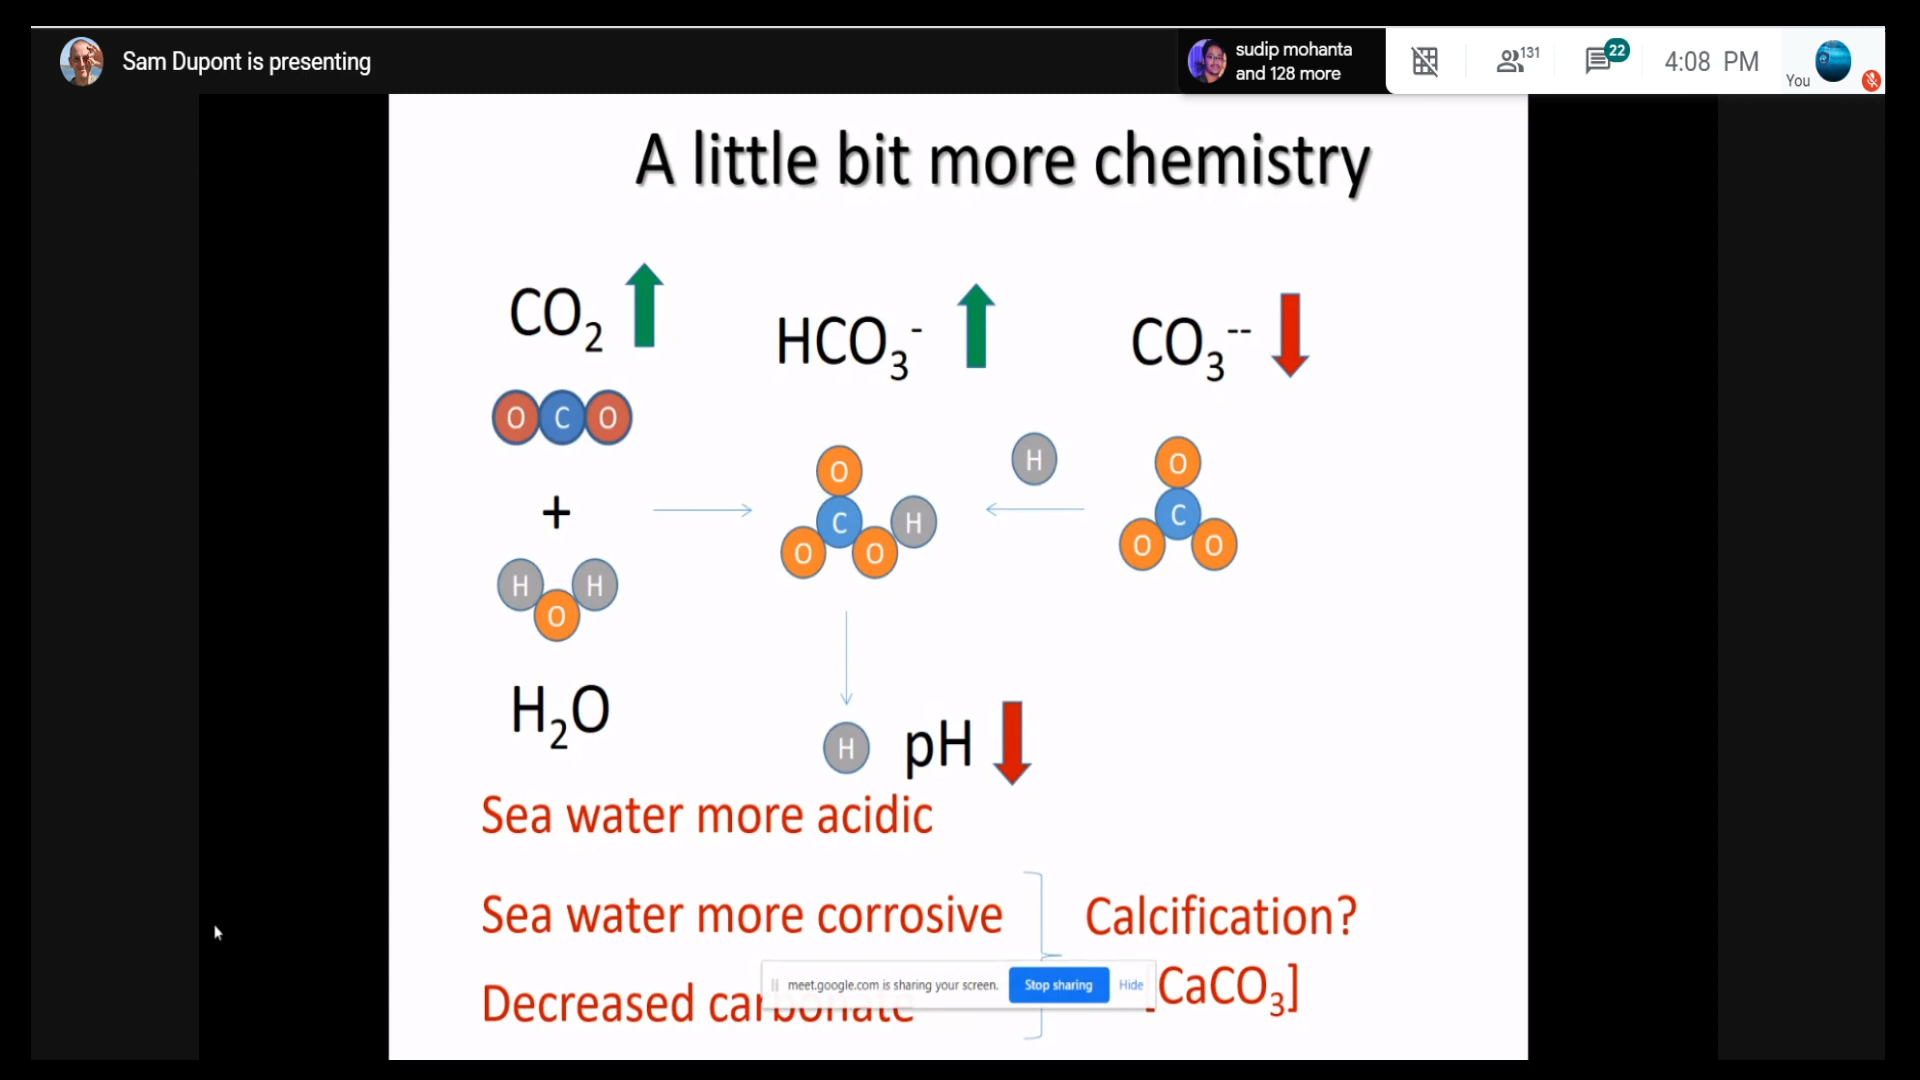 Sam Dupont is presenting
sudip mohanta
and 128 more
131
22
4:08 PM
You
A little bit more chemistry
CO₂
HCO₃⁻
CO₃⁻⁻
O C O
O
C
H
O O
H
O
C
O O
+
H H
O
H₂O
H
pH
Sea water more acidic
Sea water more corrosive
Calcification?
Decreased carbonate
[CaCO₃]
meet.google.com is sharing your screen.
Stop sharing
Hide